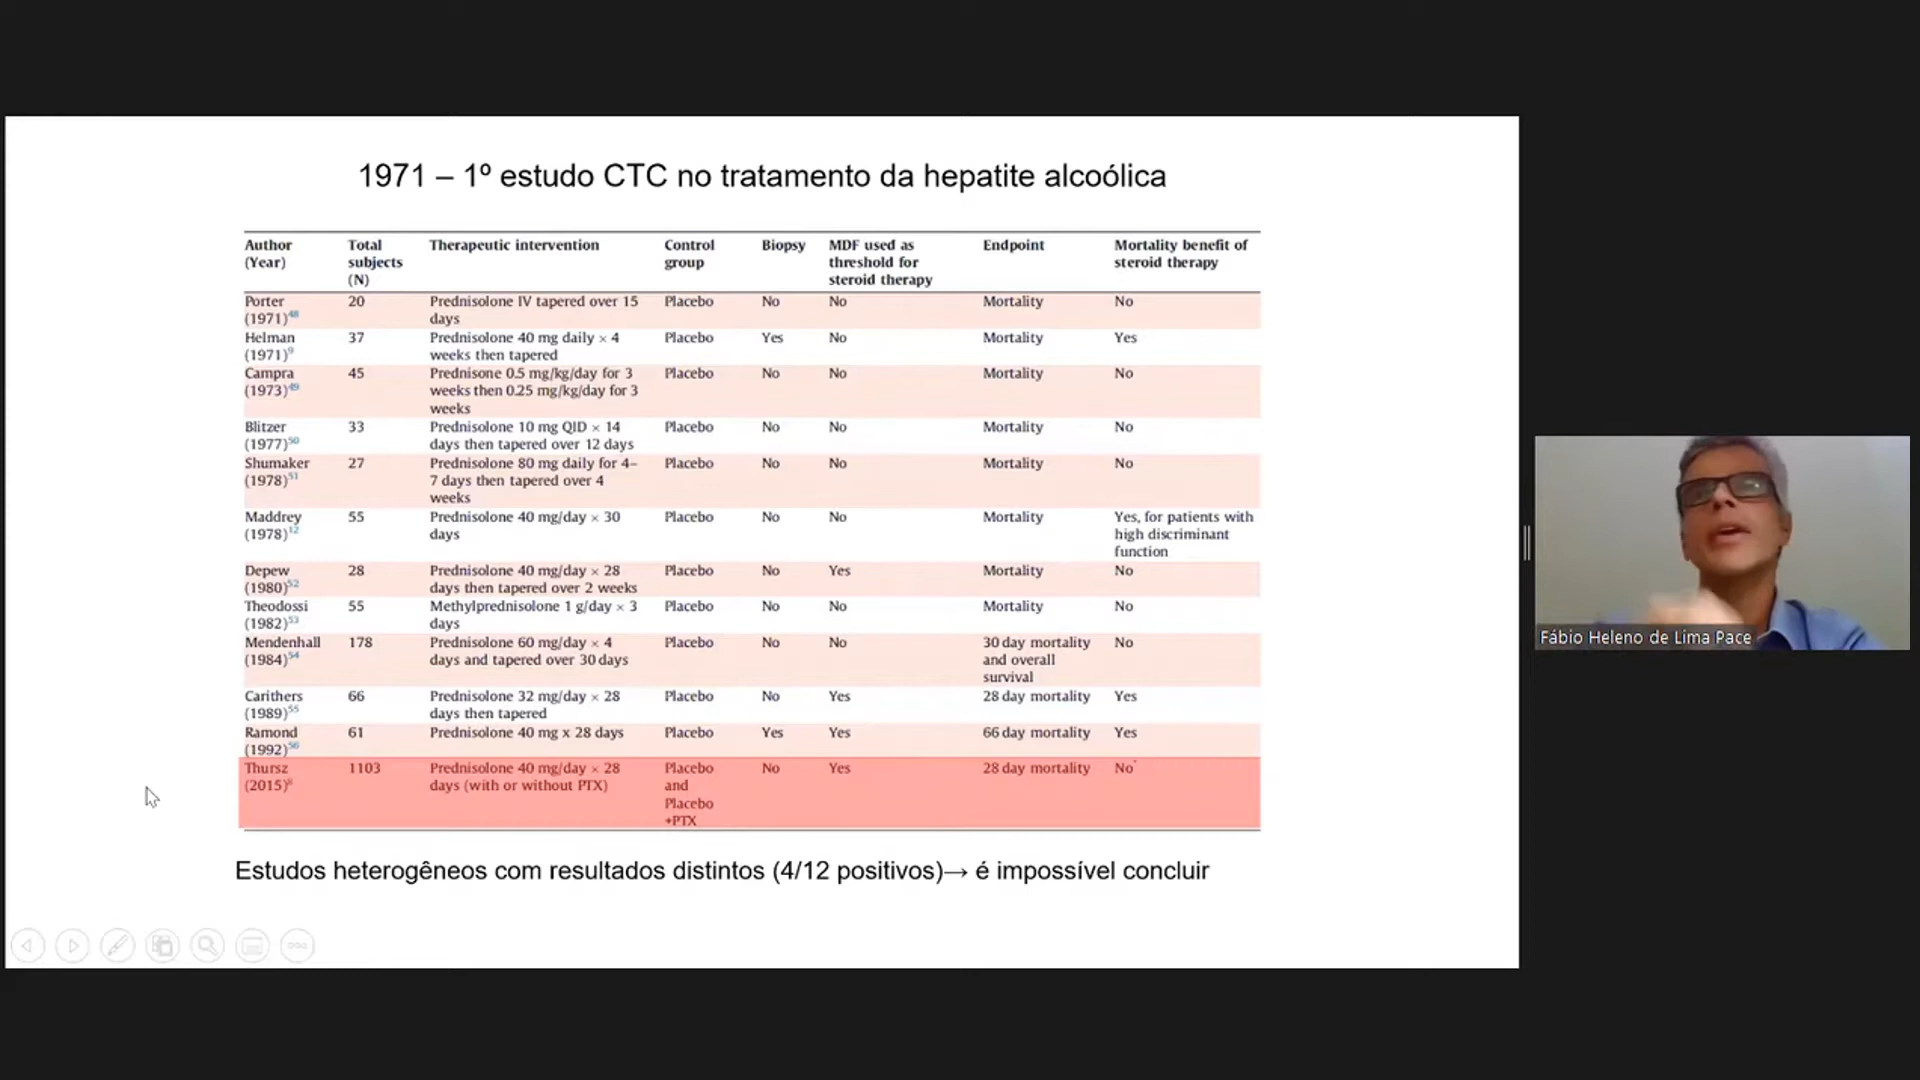 1971 – 1º estudo CTC no tratamento da hepatite alcoólica
Author (Year) Total subjects (N) Therapeutic intervention Control group Biopsy MDF used as threshold for steroid therapy Endpoint Mortality benefit of steroid therapy
Porter (1971)48 20 Prednisolone IV tapered over 15 days Placebo No No Mortality No
Helman (1971)9 37 Prednisolone 40 mg daily × 4 weeks then tapered Placebo Yes No Mortality Yes
Campra (1973)49 45 Prednisone 0.5 mg/kg/day for 3 weeks then 0.25 mg/kg/day for 3 weeks Placebo No No Mortality No
Blitzer (1977)50 33 Prednisolone 10 mg QID × 14 days then tapered over 12 days Placebo No No Mortality No
Shumaker (1978)51 27 Prednisolone 80 mg daily for 4–7 days then tapered over 4 weeks Placebo No No Mortality No
Maddrey (1978)12 55 Prednisolone 40 mg/day × 30 days Placebo No No Mortality Yes, for patients with high discriminant function
Depew (1980)52 28 Prednisolone 40 mg/day × 28 days then tapered over 2 weeks Placebo No Yes Mortality No
Theodossi (1982)53 55 Methylprednisolone 1 g/day × 3 days Placebo No No Mortality No
Mendenhall (1984)54 178 Prednisolone 60 mg/day × 4 days and tapered over 30 days Placebo No No 30 day mortality and overall survival No
Carithers (1989)55 66 Prednisolone 32 mg/day × 28 days then tapered Placebo No Yes 28 day mortality Yes
Ramond (1992)56 61 Prednisolone 40 mg x 28 days Placebo Yes Yes 66 day mortality Yes
Thursz (2015)8 1103 Prednisolone 40 mg/day × 28 days (with or without PTX) Placebo and Placebo +PTX No Yes 28 day mortality No*
Estudos heterogêneos com resultados distintos (4/12 positivos)→ é impossível concluir
Fábio Heleno de Lima Pace